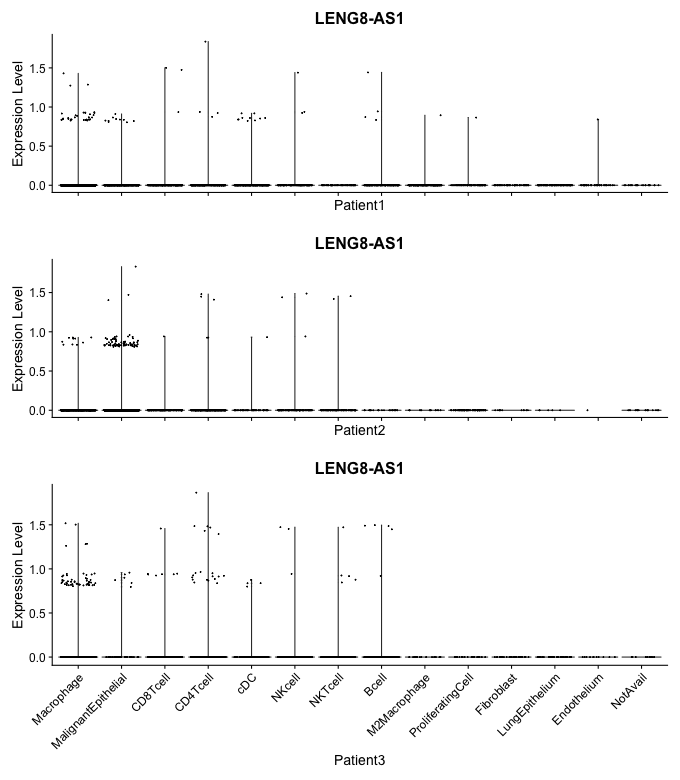 LENG8-AS1
Expression Level
1.5
1.0
0.5
0.0
Patient1
LENG8-AS1
Expression Level
1.5
1.0
0.5
0.0
Patient2
LENG8-AS1
Expression Level
1.5
1.0
0.5
0.0
Macrophage
MalignantEpithelial
CD8Tcell
CD4Tcell
cDC
NKcell
NKTcell
Bcell
M2Macrophage
ProliferatingCell
Fibroblast
LungEpithelium
Endothelium
NotAvail
Patient3